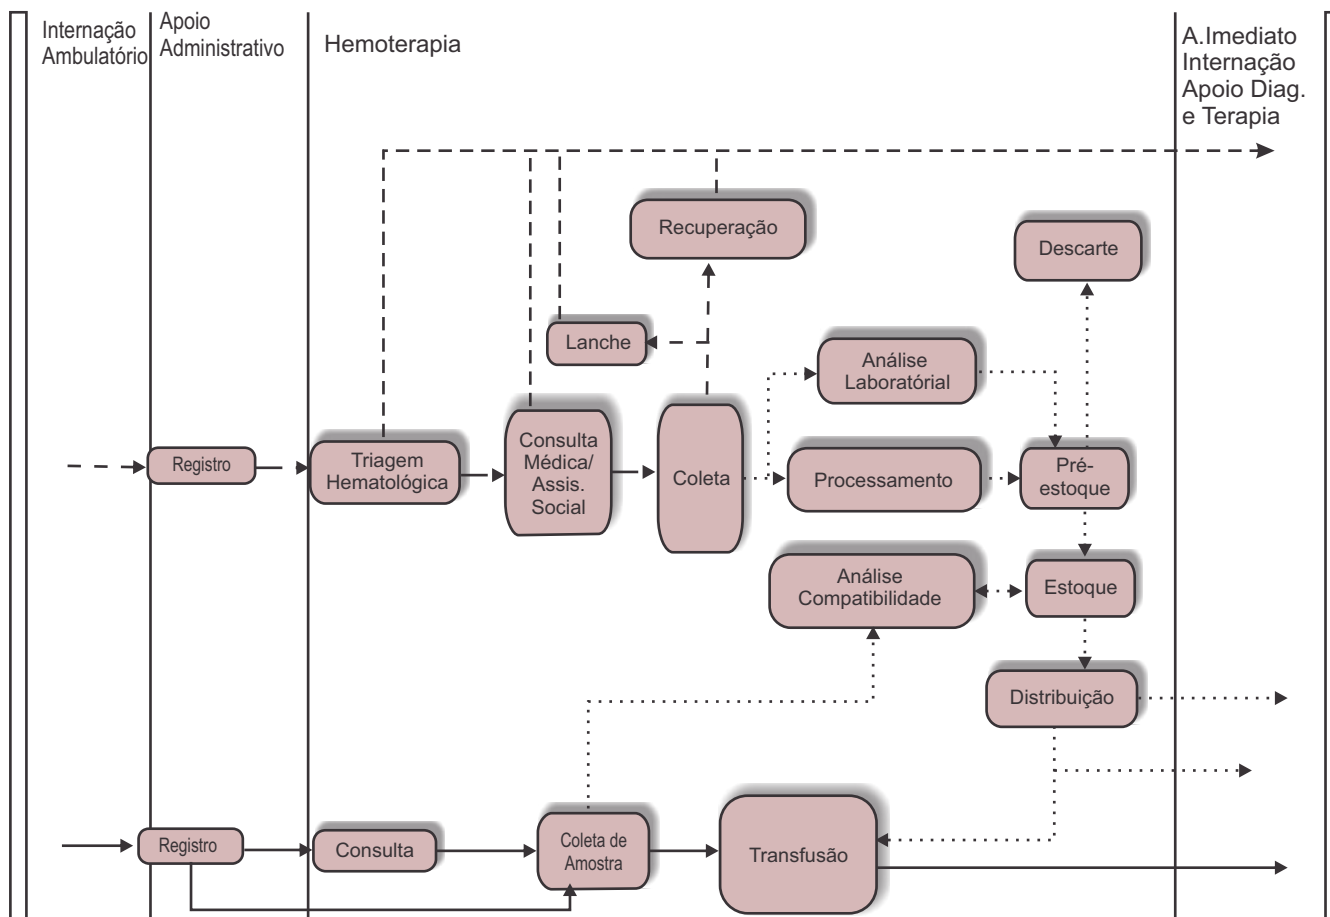 Internação
Ambulatório
Apoio
Administrativo
Hemoterapia
A.Imediato
Internação
Apoio Diag.
e Terapia
Recuperação
Descarte
Lanche
Análise
Laboratórial
Registro
Triagem
Hematológica
Consulta
Médica/
Assis.
Social
Coleta
Processamento
Pré-
estoque
Análise
Compatibilidade
Estoque
Distribuição
Registro
Consulta
Coleta de
Amostra
Transfusão